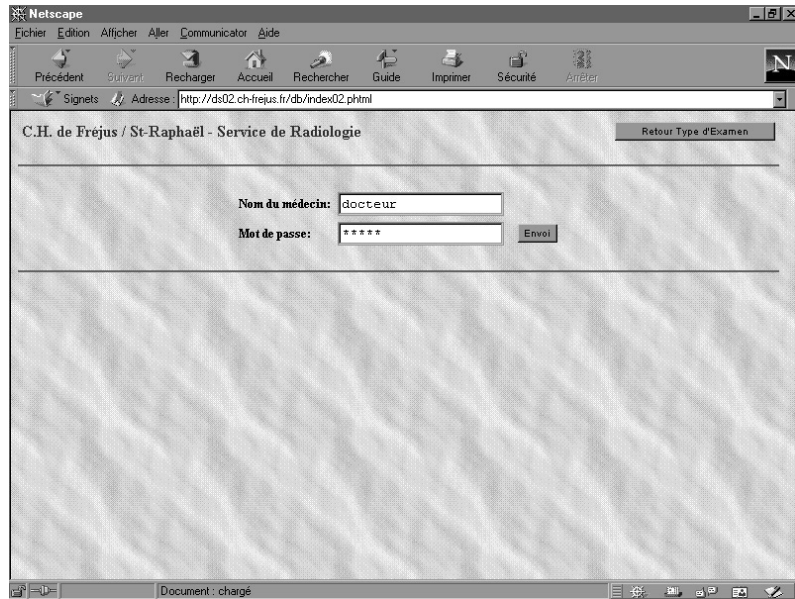 Netscape
Fichier Edition Afficher Aller Communicator Aide
Précédent Suivant Recharger Accueil Rechercher Guide Imprimer Sécurité Arrêter
N
Signets Adresse : http://ds02.ch-frejus.fr/db/index02.phtml
C.H. de Fréjus / St-Raphaël - Service de Radiologie
Retour Type d'Examen
Nom du médecin: docteur
Mot de passe: ***** Envoi
Document : chargé